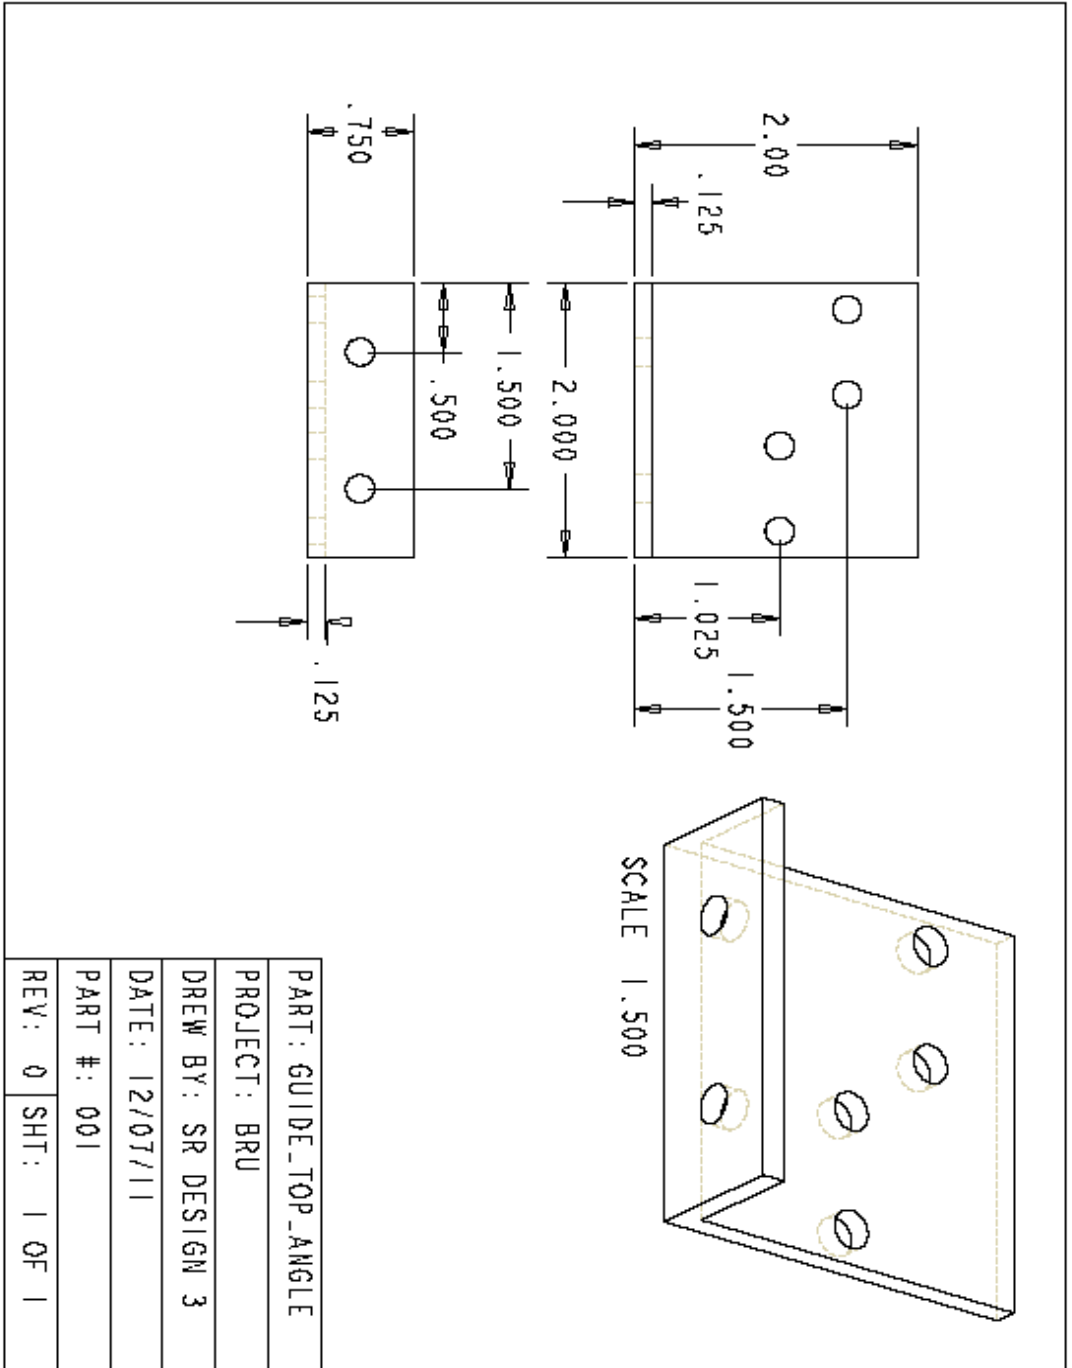 2.00
.125
1.025
1.500
2.000
1.500
.500
.750
.125
SCALE 1.500
PART: GUIDE_TOP_ANGLE
PROJECT: BRU
DREW BY: SR DESIGN 3
DATE: 12/07/11
PART #: 001
REV: 0 SHT: 1 OF 1